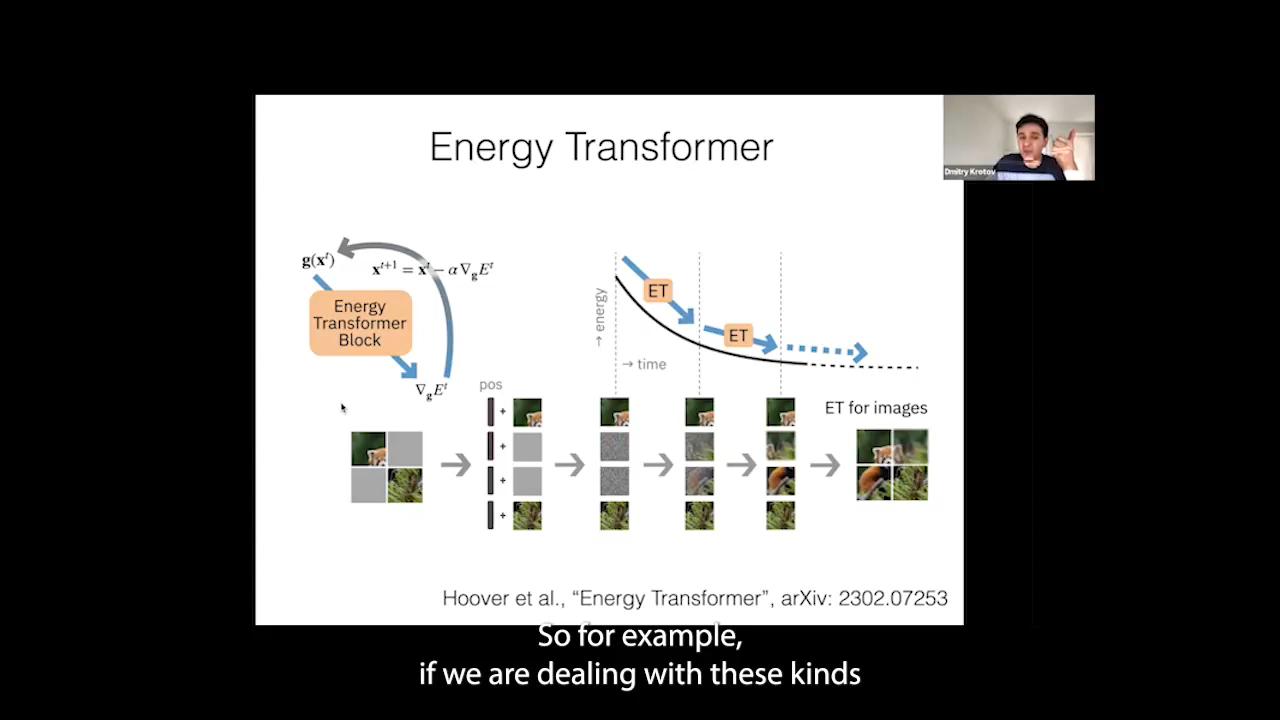 Energy Transformer
Dmitry Krotov
g(x^t)
x^{t+1} = x^t − α∇_g E^t
Energy
Transformer
Block
∇_g E^t
→ energy
ET
ET
→ time
pos
+
+
+
+
ET for images
Hoover et al., “Energy Transformer”, arXiv: 2302.07253
So for example,
if we are dealing with these kinds